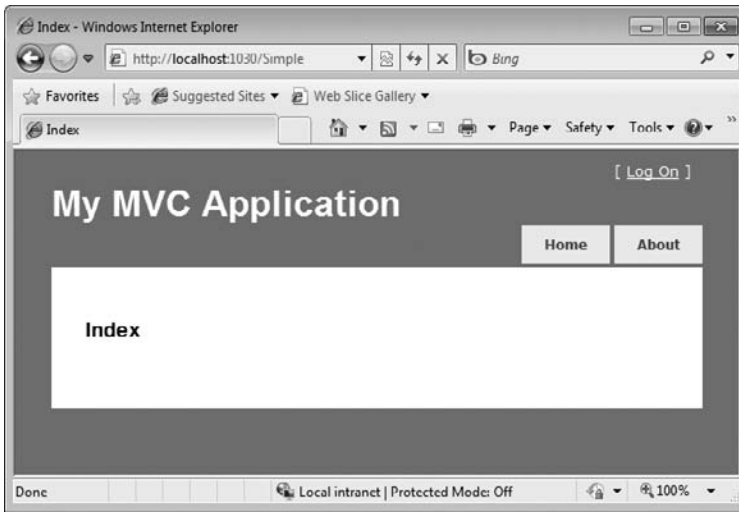 Index - Windows Internet Explorer
http://localhost:1030/Simple
Bing
Favorites
Suggested Sites
Web Slice Gallery
Index
Page
Safety
Tools
»
[ Log On ]
My MVC Application
Home
About
Index
Done
Local intranet | Protected Mode: Off
100%